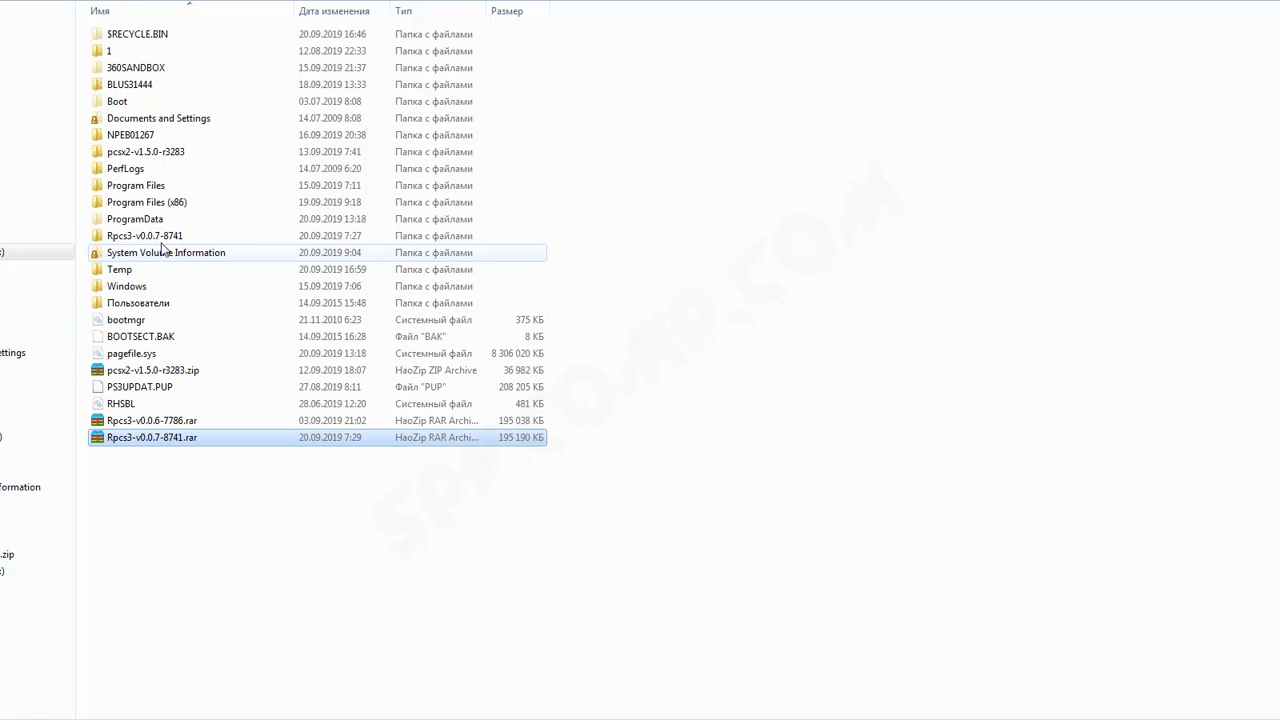 Имя Дата изменения Тип Размер
$RECYCLE.BIN 20.09.2019 16:46 Папка с файлами
1 12.08.2019 22:33 Папка с файлами
360SANDBOX 15.09.2019 21:37 Папка с файлами
BLUS31444 18.09.2019 13:33 Папка с файлами
Boot 03.07.2019 8:08 Папка с файлами
Documents and Settings 14.07.2009 8:08 Папка с файлами
NPEB01267 16.09.2019 20:38 Папка с файлами
pcsx2-v1.5.0-r3283 13.09.2019 7:41 Папка с файлами
PerfLogs 14.07.2009 6:20 Папка с файлами
Program Files 15.09.2019 7:11 Папка с файлами
Program Files (x86) 19.09.2019 9:18 Папка с файлами
ProgramData 20.09.2019 13:18 Папка с файлами
Rpcs3-v0.0.7-8741 20.09.2019 7:27 Папка с файлами
:) System Volume Information 20.09.2019 9:04 Папка с файлами
Temp 20.09.2019 16:59 Папка с файлами
Windows 15.09.2019 7:06 Папка с файлами
Пользователи 14.09.2015 15:48 Папка с файлами
bootmgr 21.11.2010 6:23 Системный файл 375 КБ
BOOTSECT.BAK 14.09.2015 16:28 Файл "BAK" 8 КБ
ettings pagefile.sys 20.09.2019 13:18 Системный файл 8 306 020 КБ
pcsx2-v1.5.0-r3283.zip 12.09.2019 18:07 HaoZip ZIP Archive 36 982 КБ
PS3UPDAT.PUP 27.08.2019 8:11 Файл "PUP" 208 205 КБ
RHSBL 28.06.2019 12:20 Системный файл 481 КБ
Rpcs3-v0.0.6-7786.rar 03.09.2019 21:02 HaoZip RAR Archi... 195 038 КБ
) Rpcs3-v0.0.7-8741.rar 20.09.2019 7:29 HaoZip RAR Archi... 195 190 КБ
formation
.zip
:)